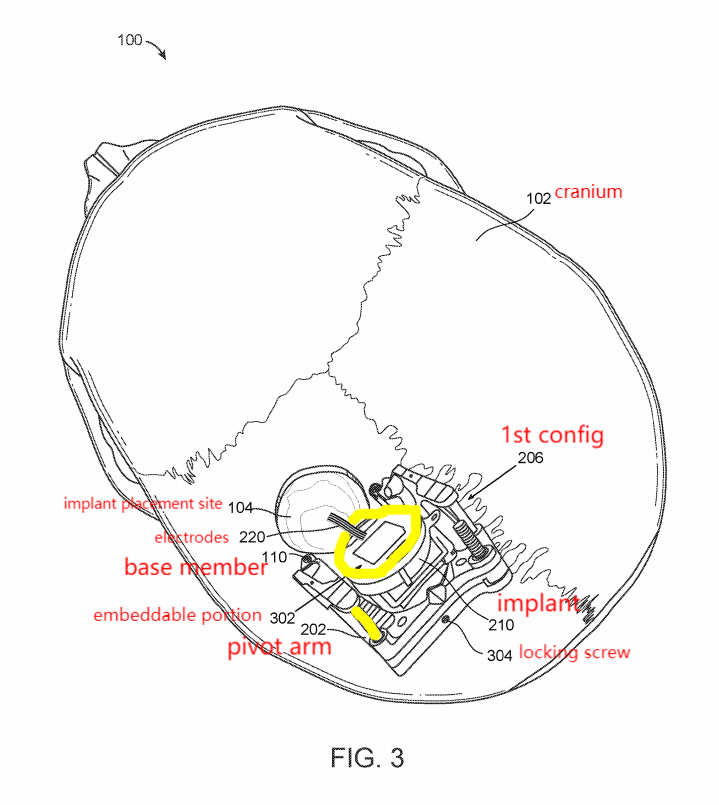 100
102 cranium
1st config
206
implant placement site 104
electrodes 220
110
base member
embeddable portion 302
implant
210
202
pivot arm
304 locking screw
FIG. 3